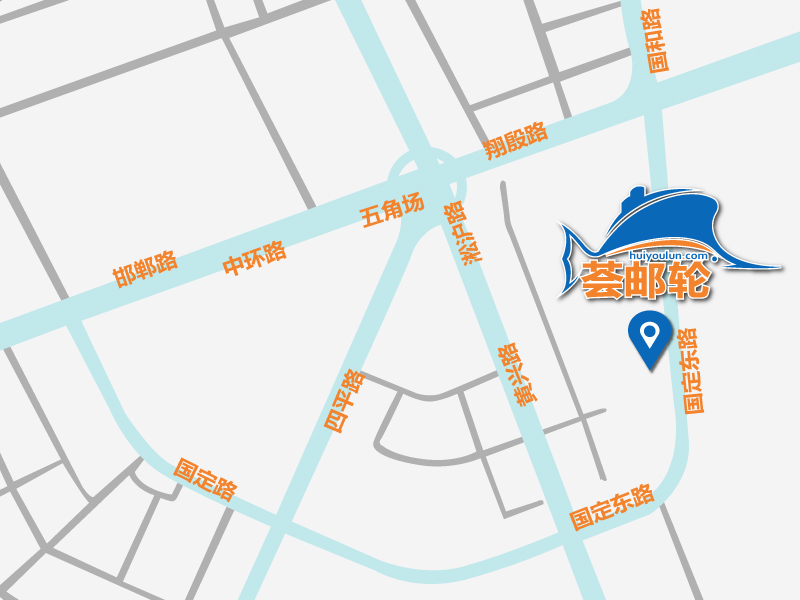 国和路
翔殷路
五角场
淞沪路
邯郸路
中环路
huiyoulun.com
荟邮轮
国定东路
黄兴路
四平路
国定路
国定东路